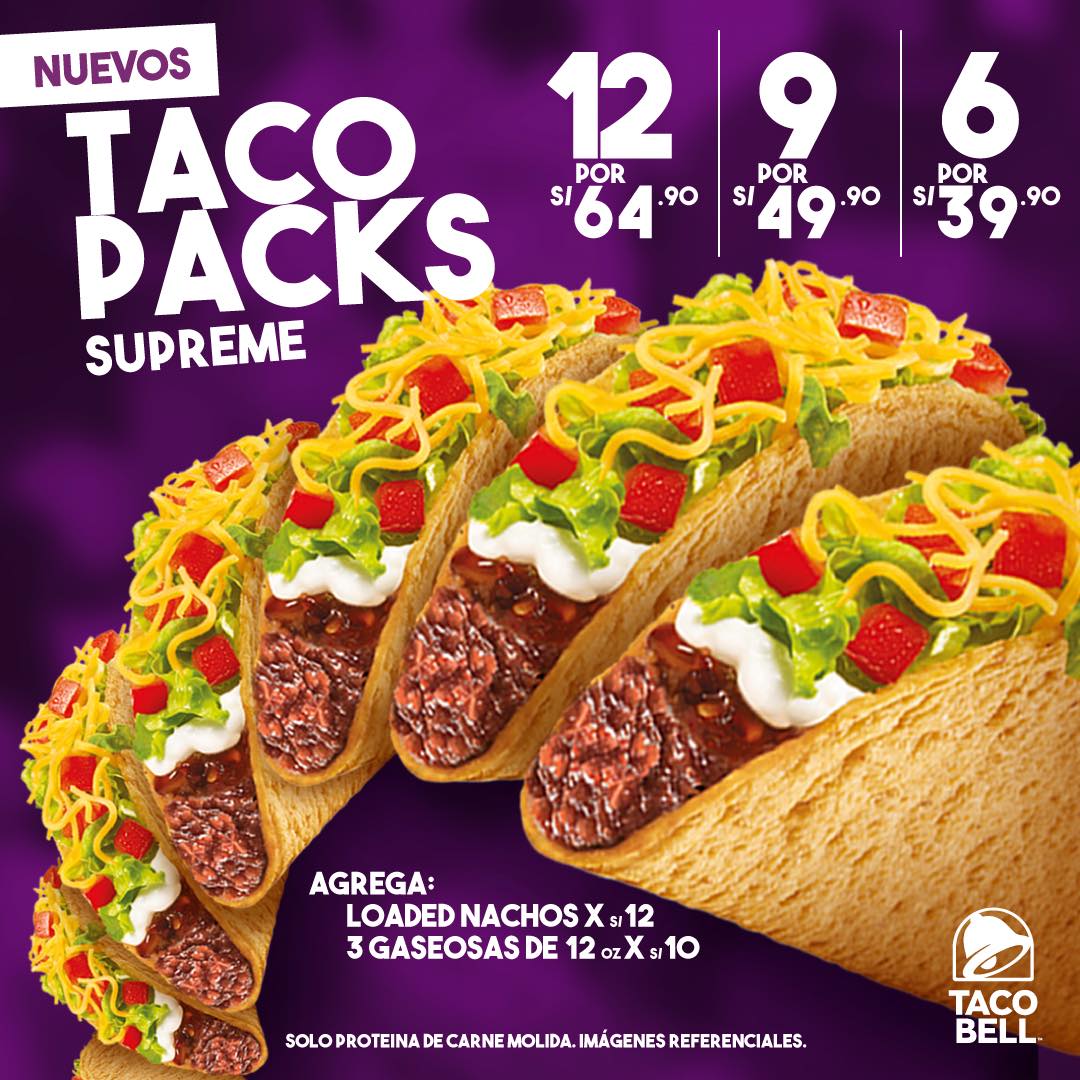 NUEVOS
TACO
PACKS
SUPREME
12
POR
S/64.90
9
POR
S/49.90
6
POR
S/39.90
AGREGA:
LOADED NACHOS X S/ 12
3 GASEOSAS DE 12 OZ X S/ 10
SOLO PROTEINA DE CARNE MOLIDA. IMÁGENES REFERENCIALES.
TACO
BELL™